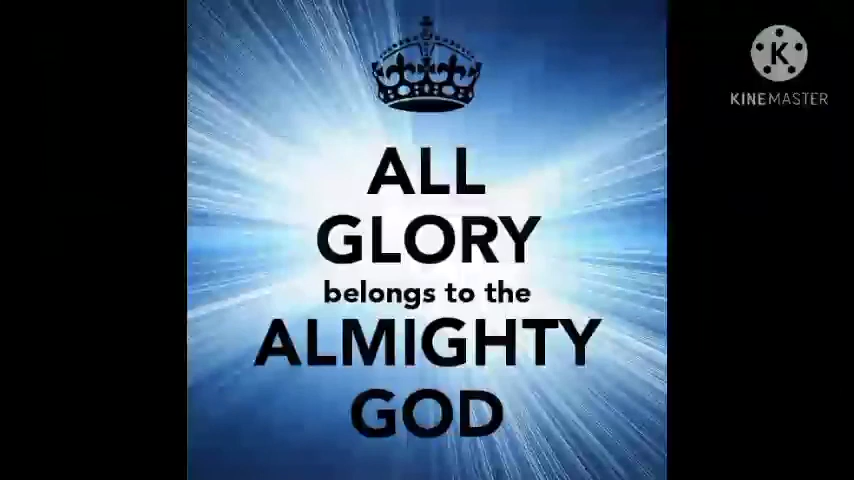 K
KINEMASTER
ALL
GLORY
belongs to the
ALMIGHTY
GOD